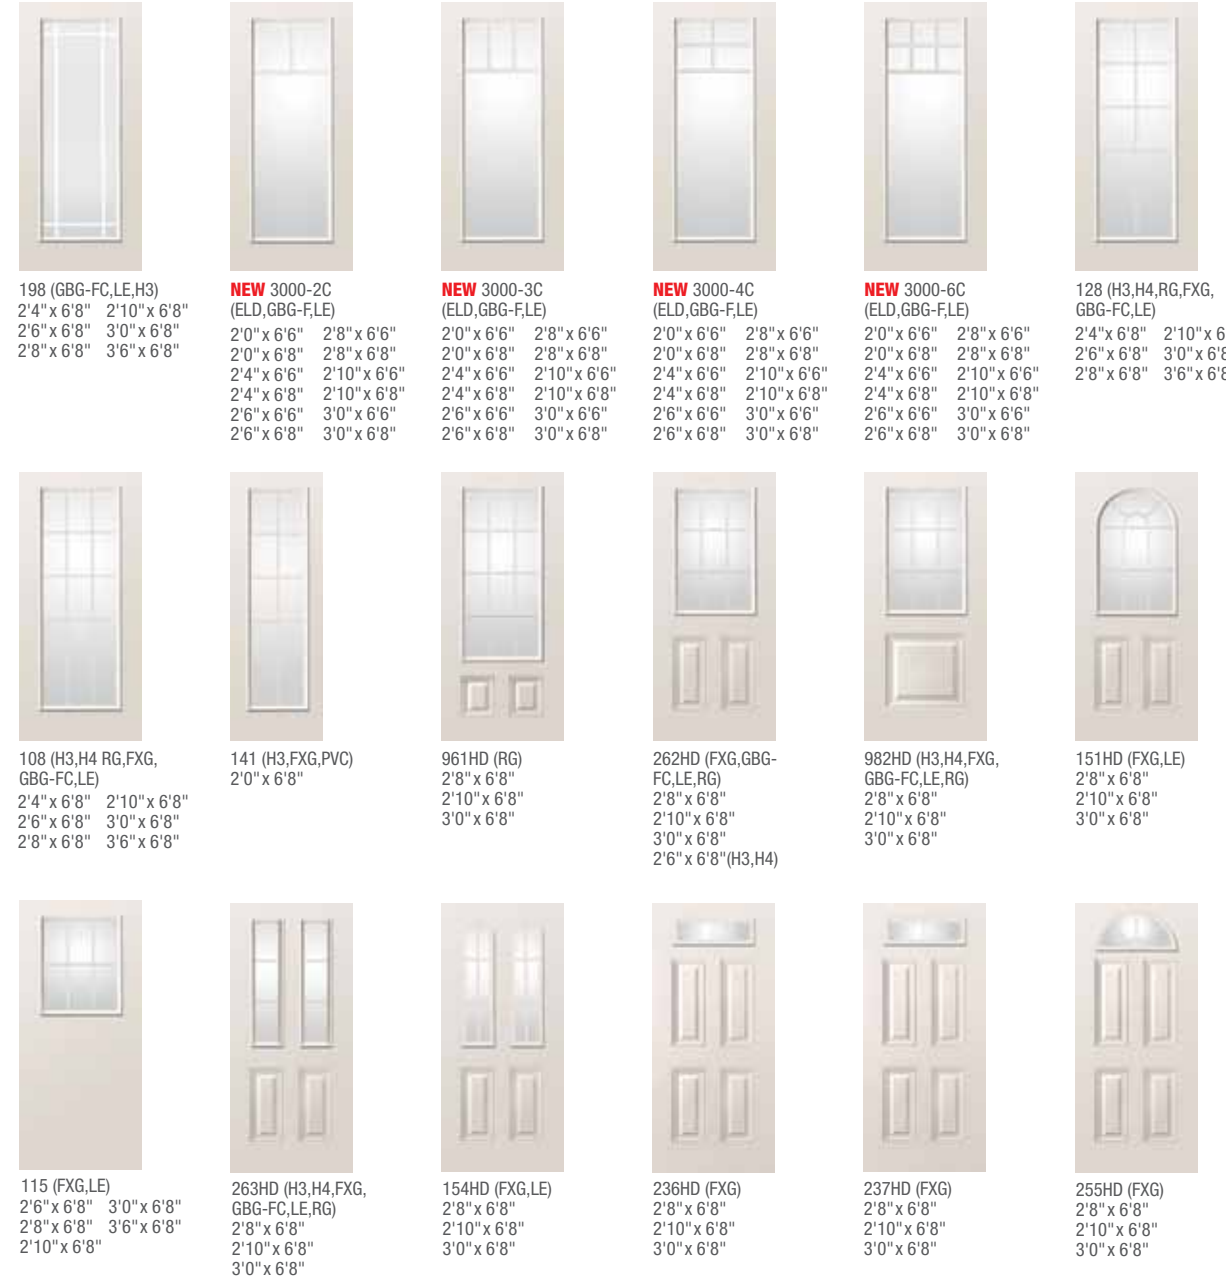 198 (GBG-FC,LE,H3)
2'4" x 6'8" 2'10" x 6'8"
2'6" x 6'8" 3'0" x 6'8"
2'8" x 6'8" 3'6" x 6'8"
NEW 3000-2C
(ELD,GBG-F,LE)
2'0" x 6'6" 2'8" x 6'6"
2'0" x 6'8" 2'8" x 6'8"
2'4" x 6'6" 2'10" x 6'6"
2'4" x 6'8" 2'10" x 6'8"
2'6" x 6'6" 3'0" x 6'6"
2'6" x 6'8" 3'0" x 6'8"
NEW 3000-3C
(ELD,GBG-F,LE)
2'0" x 6'6" 2'8" x 6'6"
2'0" x 6'8" 2'8" x 6'8"
2'4" x 6'6" 2'10" x 6'6"
2'4" x 6'8" 2'10" x 6'8"
2'6" x 6'6" 3'0" x 6'6"
2'6" x 6'8" 3'0" x 6'8"
NEW 3000-4C
(ELD,GBG-F,LE)
2'0" x 6'6" 2'8" x 6'6"
2'0" x 6'8" 2'8" x 6'8"
2'4" x 6'6" 2'10" x 6'6"
2'4" x 6'8" 2'10" x 6'8"
2'6" x 6'6" 3'0" x 6'6"
2'6" x 6'8" 3'0" x 6'8"
NEW 3000-6C
(ELD,GBG-F,LE)
2'0" x 6'6" 2'8" x 6'6"
2'0" x 6'8" 2'8" x 6'8"
2'4" x 6'6" 2'10" x 6'6"
2'4" x 6'8" 2'10" x 6'8"
2'6" x 6'6" 3'0" x 6'6"
2'6" x 6'8" 3'0" x 6'8"
128 (H3,H4,RG,FXG,
GBG-FC,LE)
2'4" x 6'8" 2'10" x 6
2'6" x 6'8" 3'0" x 6'8
2'8" x 6'8" 3'6" x 6'8
108 (H3,H4 RG,FXG,
GBG-FC,LE)
2'4" x 6'8" 2'10" x 6'8"
2'6" x 6'8" 3'0" x 6'8"
2'8" x 6'8" 3'6" x 6'8"
141 (H3,FXG,PVC)
2'0" x 6'8"
961HD (RG)
2'8" x 6'8"
2'10" x 6'8"
3'0" x 6'8"
262HD (FXG,GBG-
FC,LE,RG)
2'8" x 6'8"
2'10" x 6'8"
3'0" x 6'8"
2'6" x 6'8"(H3,H4)
982HD (H3,H4,FXG,
GBG-FC,LE,RG)
2'8" x 6'8"
2'10" x 6'8"
3'0" x 6'8"
151HD (FXG,LE)
2'8" x 6'8"
2'10" x 6'8"
3'0" x 6'8"
115 (FXG,LE)
2'6" x 6'8" 3'0" x 6'8"
2'8" x 6'8" 3'6" x 6'8"
2'10" x 6'8"
263HD (H3,H4,FXG,
GBG-FC,LE,RG)
2'8" x 6'8"
2'10" x 6'8"
3'0" x 6'8"
154HD (FXG,LE)
2'8" x 6'8"
2'10" x 6'8"
3'0" x 6'8"
236HD (FXG)
2'8" x 6'8"
2'10" x 6'8"
3'0" x 6'8"
237HD (FXG)
2'8" x 6'8"
2'10" x 6'8"
3'0" x 6'8"
255HD (FXG)
2'8" x 6'8"
2'10" x 6'8"
3'0" x 6'8"